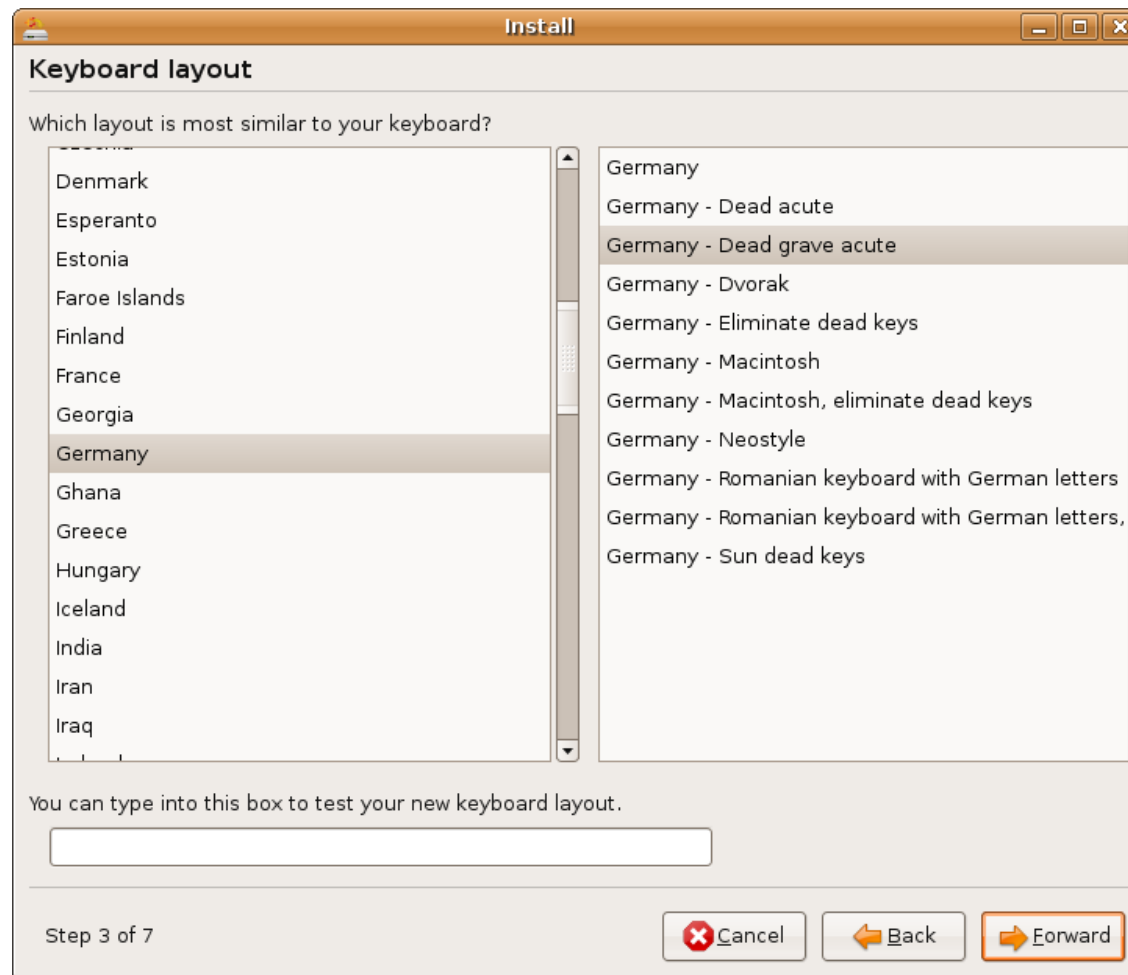 Install
Keyboard layout
Which layout is most similar to your keyboard?
Denmark
Esperanto
Estonia
Faroe Islands
Finland
France
Georgia
Germany
Ghana
Greece
Hungary
Iceland
India
Iran
Iraq
Germany
Germany - Dead acute
Germany - Dead grave acute
Germany - Dvorak
Germany - Eliminate dead keys
Germany - Macintosh
Germany - Macintosh, eliminate dead keys
Germany - Neostyle
Germany - Romanian keyboard with German letters
Germany - Romanian keyboard with German letters,
Germany - Sun dead keys
You can type into this box to test your new keyboard layout.
Step 3 of 7
Cancel
Back
Forward